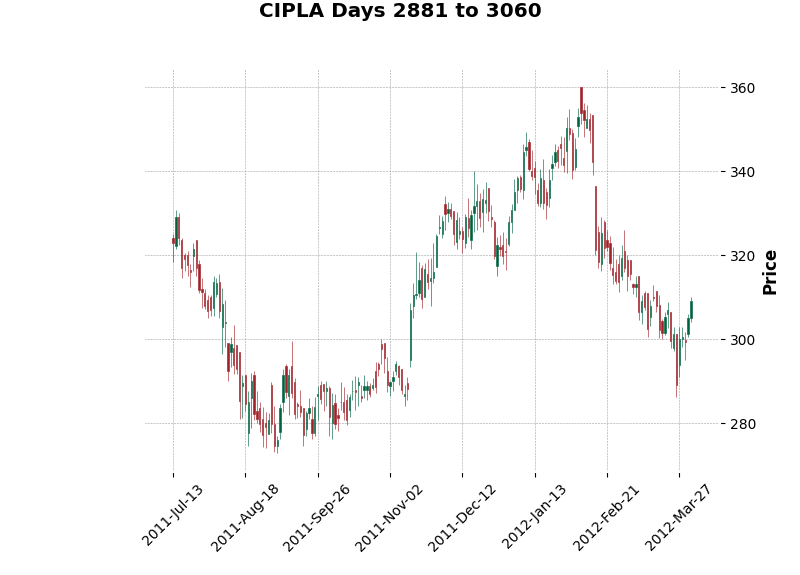 CIPLA Days 2881 to 3060
360
340
320
300
280
Price
2011-Jul-13
2011-Aug-18
2011-Sep-26
2011-Nov-02
2011-Dec-12
2012-Jan-13
2012-Feb-21
2012-Mar-27